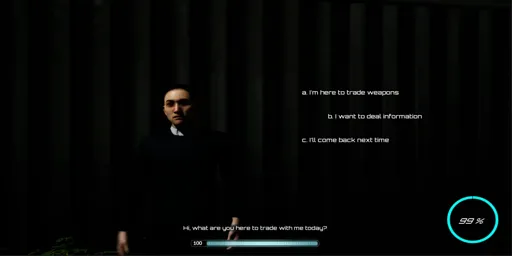 a. I'm here to trade weapons
b. I want to deal information
c. I'll come back next time
Hi, what are you here to trade with me today?
100
99 %